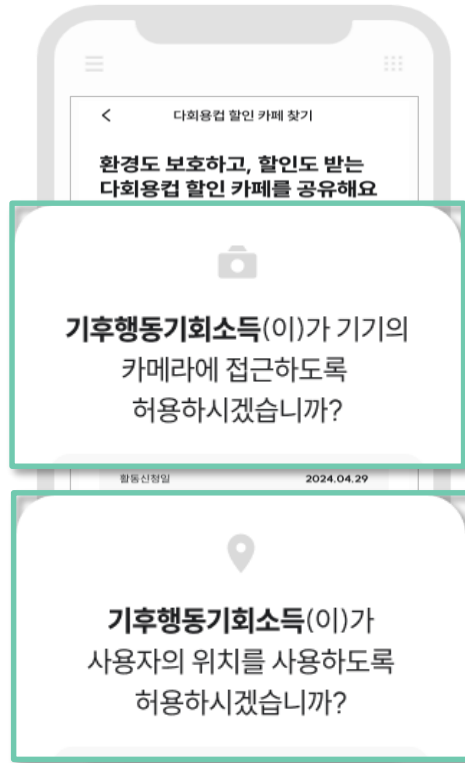 다회용컵 할인 카페 찾기
환경도 보호하고, 할인도 받는
다회용컵 할인 카페를 공유해요
기후행동기회소득(이)가 기기의
카메라에 접근하도록
허용하시겠습니까?
활동신청일 2024.04.29
기후행동기회소득(이)가
사용자의 위치를 사용하도록
허용하시겠습니까?